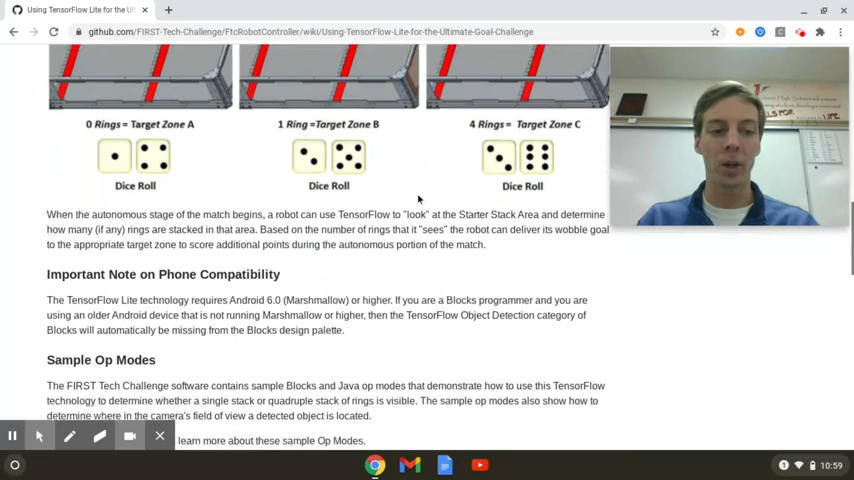 Using TensorFlow Lite for the U
github.com/FIRST-Tech-Challenge/FtcRobotController/wiki/Using-TensorFlow-Lite-for-the-Ultimate-Goal-Challenge
0 Rings= Target Zone A
1 Ring =Target Zone B
4 Rings = Target Zone C
Dice Roll
Dice Roll
Dice Roll
When the autonomous stage of the match begins, a robot can use TensorFlow to "look" at the Starter Stack Area and determine
how many (if any) rings are stacked in that area. Based on the number of rings that it "sees" the robot can deliver its wobble goal
to the appropriate target zone to score additional points during the autonomous portion of the match.
Important Note on Phone Compatibility
The TensorFlow Lite technology requires Android 6.0 (Marshmallow) or higher. If you are a Blocks programmer and you are
using an older Android device that is not running Marshmallow or higher, then the TensorFlow Object Detection category of
Blocks will automatically be missing from the Blocks design palette.
Sample Op Modes
The FIRST Tech Challenge software contains sample Blocks and Java op modes that demonstrate how to use this TensorFlow
technology to determine whether a single stack or quadruple stack of rings is visible. The sample op modes also show how to
determine where in the camera's field of view a detected object is located.
learn more about these sample Op Modes.
LIFE
1
10:59